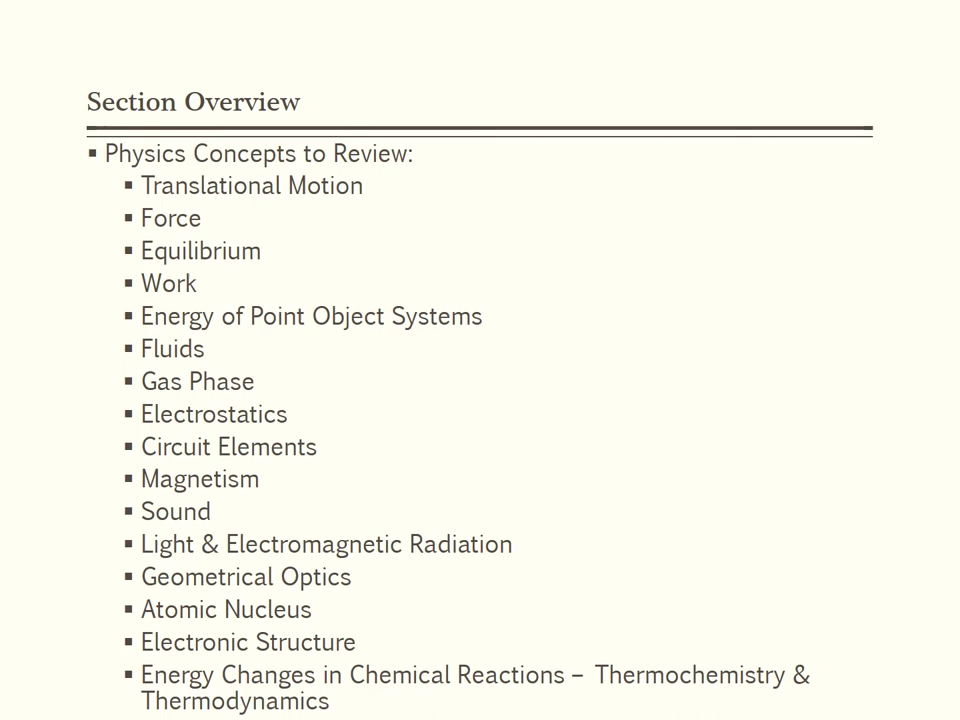 Section Overview
▪ Physics Concepts to Review:
▪ Translational Motion
▪ Force
▪ Equilibrium
▪ Work
▪ Energy of Point Object Systems
▪ Fluids
▪ Gas Phase
▪ Electrostatics
▪ Circuit Elements
▪ Magnetism
▪ Sound
▪ Light & Electromagnetic Radiation
▪ Geometrical Optics
▪ Atomic Nucleus
▪ Electronic Structure
▪ Energy Changes in Chemical Reactions – Thermochemistry &
Thermodynamics